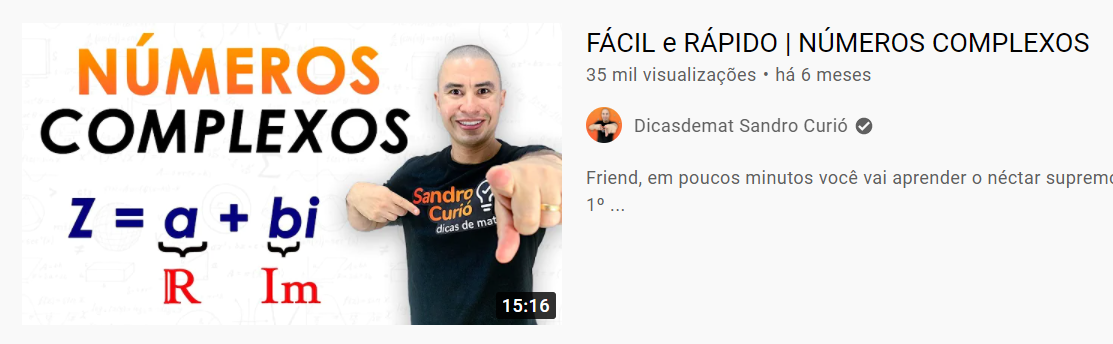 NÚMEROS
COMPLEXOS
Z = a + bi
ℝ Im
Sandro
Curió
dicas de mat
15:16
FÁCIL e RÁPIDO | NÚMEROS COMPLEXOS
35 mil visualizações • há 6 meses
Dicasdemat Sandro Curió
Friend, em poucos minutos você vai aprender o néctar supremo
1º ...